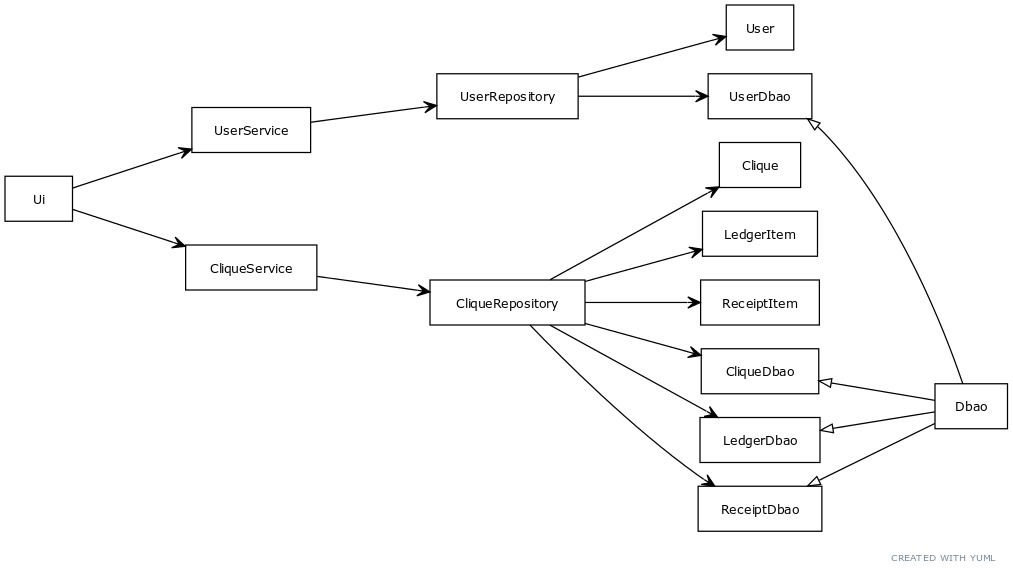 User
UserDbao
UserRepository
UserService
Clique
Ui
LedgerItem
CliqueService
CliqueRepository
ReceiptItem
CliqueDbao
Dbao
LedgerDbao
ReceiptDbao
CREATED WITH YUML